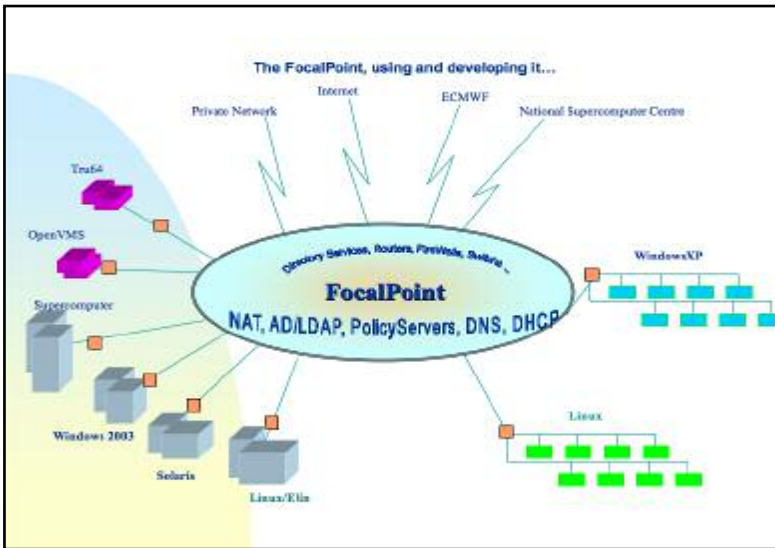 The FocalPoint, using and developing it...
Internet
ECMWF
Private Network
National Supercomputer Centre
Tru64
OpenVMS
Directory Services, Routers, FireWalls,
WindowsXP
FocalPoint
Supercomputer
NAT, AD/LDAP, PolicyServers, DNS, DHCP
Windows 2003
Linux
Solaris
Linux/Elin